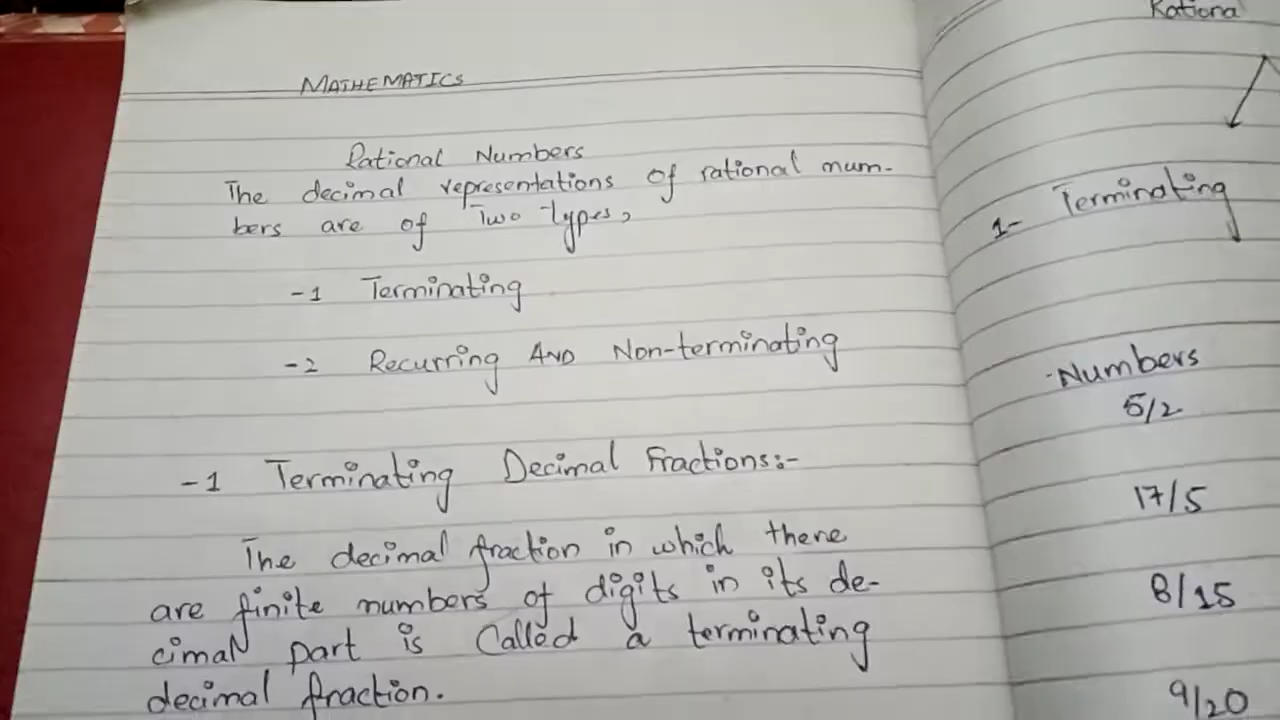 MATHEMATICS
Rational Numbers
The decimal representations of rational num-
bers are of Two Types,
-1 Terminating
-2 Recurring AND Non-terminating
-1 Terminating Decimal Fractions:-
The decimal fraction in which there
are finite numbers of digits in its de-
cimal part is Called a terminating
decimal fraction.
Rationa
1- Terminating
-Numbers
5/2
17/5
8/15
9/20